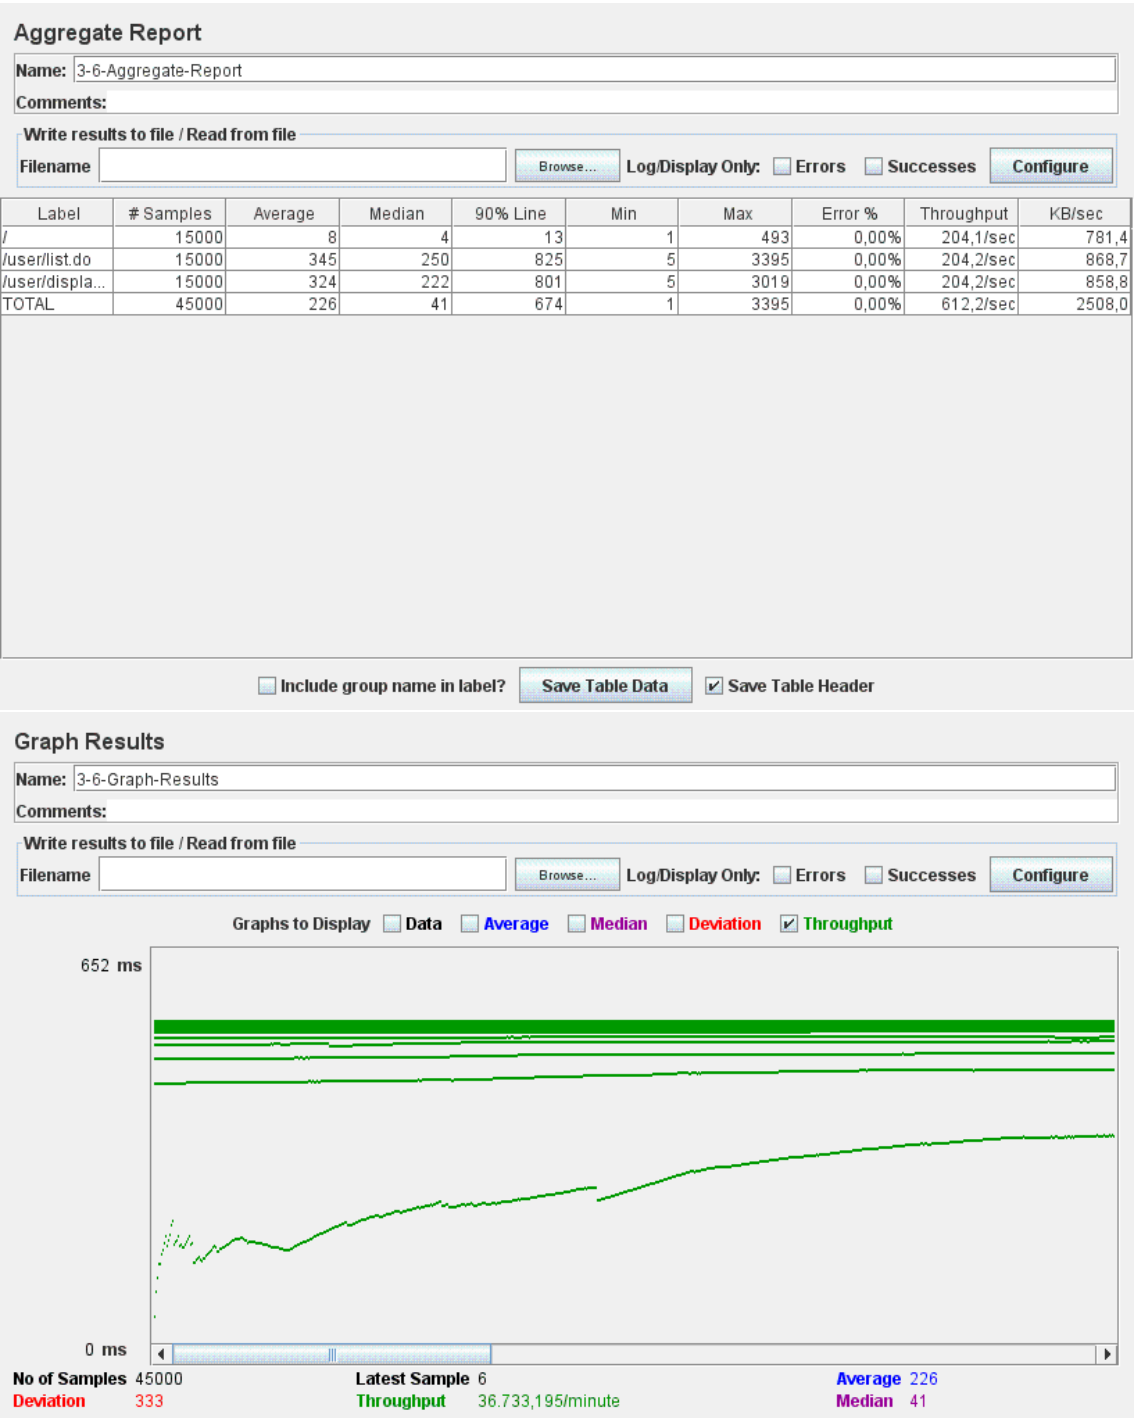 Aggregate Report
Name: 3-6-Aggregate-Report
Comments:
Write results to file / Read from file
Filename Browse... Log/Display Only: Errors Successes Configure
Label # Samples Average Median 90% Line Min Max Error % Throughput KB/sec
/ 15000 8 4 13 1 493 0,00% 204,1/sec 781,4
/user/list.do 15000 345 250 825 5 3395 0,00% 204,2/sec 868,7
/user/displa... 15000 324 222 801 5 3019 0,00% 204,2/sec 858,8
TOTAL 45000 226 41 674 1 3395 0,00% 612,2/sec 2508,0
Include group name in label? Save Table Data Save Table Header
Graph Results
Name: 3-6-Graph-Results
Comments:
Write results to file / Read from file
Filename Browse... Log/Display Only: Errors Successes Configure
Graphs to Display Data Average Median Deviation Throughput
652 ms
0 ms
No of Samples 45000 Latest Sample 6 Average 226
Deviation 333 Throughput 36.733,195/minute Median 41